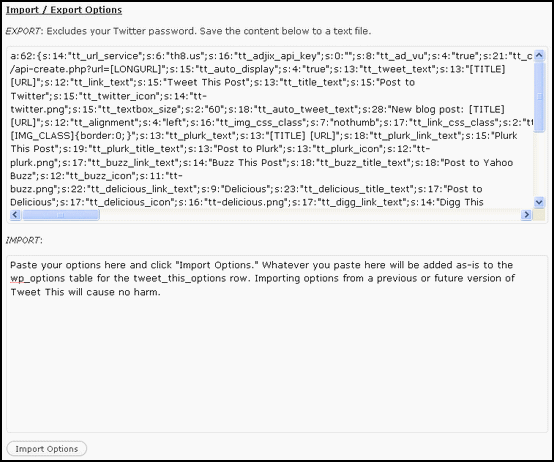 Import / Export Options
EXPORT: Excludes your Twitter password. Save the content below to a text file.
a:62:{s:14:"tt_url_service";s:6:"th8.us";s:16:"tt_adjix_api_key";s:0:"";s:8:"tt_ad_vu";s:4:"true";s:21:"tt_c
/api-create.php?url=[LONGURL]";s:15:"tt_auto_display";s:4:"true";s:13:"tt_tweet_text";s:13:"[TITLE]
[URL]";s:12:"tt_link_text";s:15:"Tweet This Post";s:13:"tt_title_text";s:15:"Post to
Twitter";s:15:"tt_twitter_icon";s:14:"tt-
twitter.png";s:15:"tt_textbox_size";s:2:"60";s:18:"tt_auto_tweet_text";s:28:"New blog post: [TITLE]
[URL]";s:12:"tt_alignment";s:4:"left";s:16:"tt_img_css_class";s:7:"nothumb";s:17:"tt_link_css_class";s:2:"tt
[IMG_CLASS]{border:0;}";s:13:"tt_plurk_text";s:13:"[TITLE] [URL]";s:18:"tt_plurk_link_text";s:15:"Plurk
This Post";s:19:"tt_plurk_title_text";s:13:"Post to Plurk";s:13:"tt_plurk_icon";s:12:"tt-
plurk.png";s:17:"tt_buzz_link_text";s:14:"Buzz This Post";s:18:"tt_buzz_title_text";s:18:"Post to Yahoo
Buzz";s:12:"tt_buzz_icon";s:11:"tt-
buzz.png";s:22:"tt_delicious_link_text";s:9:"Delicious";s:23:"tt_delicious_title_text";s:17:"Post to
Delicious";s:17:"tt_delicious_icon";s:16:"tt-delicious.png";s:17:"tt_digg_link_text";s:14:"Digg This
IMPORT:
Paste your options here and click "Import Options." Whatever you paste here will be added as-is to the
wp_options table for the tweet_this_options row. Importing options from a previous or future version of
Tweet This will cause no harm.
Import Options